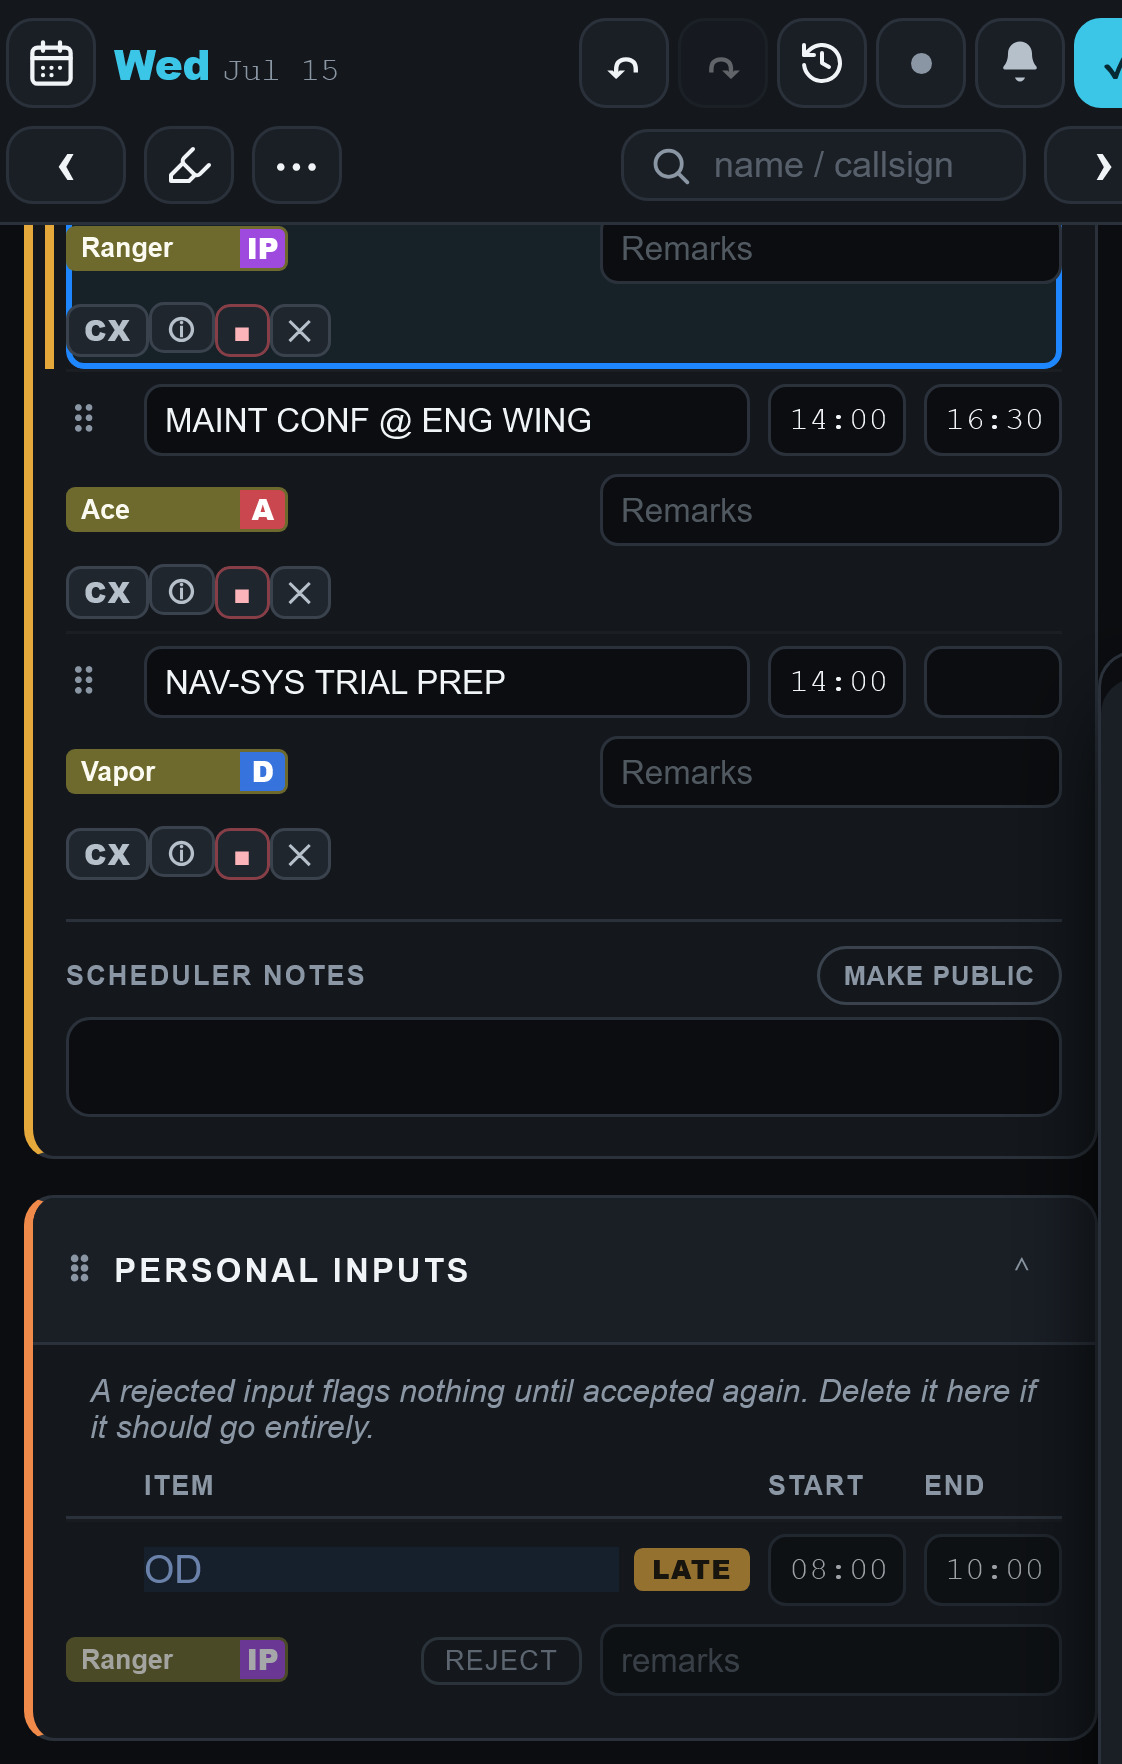 Wed Jul 15
name / callsign
Ranger IP
Remarks
CX
MAINT CONF @ ENG WING 14:00 16:30
Ace A
Remarks
CX
NAV-SYS TRIAL PREP 14:00
Vapor D
Remarks
CX
SCHEDULER NOTES
MAKE PUBLIC
PERSONAL INPUTS
A rejected input flags nothing until accepted again. Delete it here if
it should go entirely.
ITEM START END
OD LATE 08:00 10:00
Ranger IP REJECT remarks